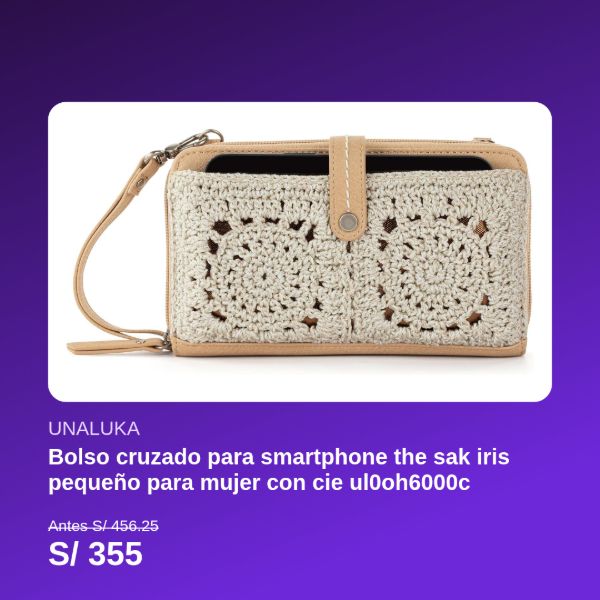 UNALUKA
Bolso cruzado para smartphone the sak iris
pequeño para mujer con cie ul0oh6000c
Antes S/ 456.25
S/ 355